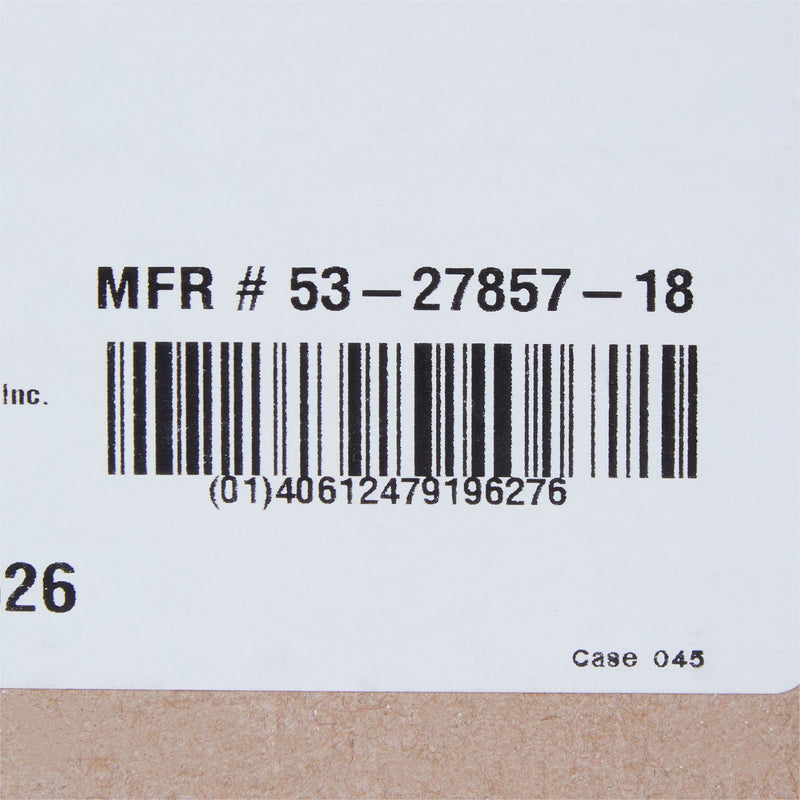 MFR # 53-27857-18
Inc.
(01)40612479196276
26
Case 045